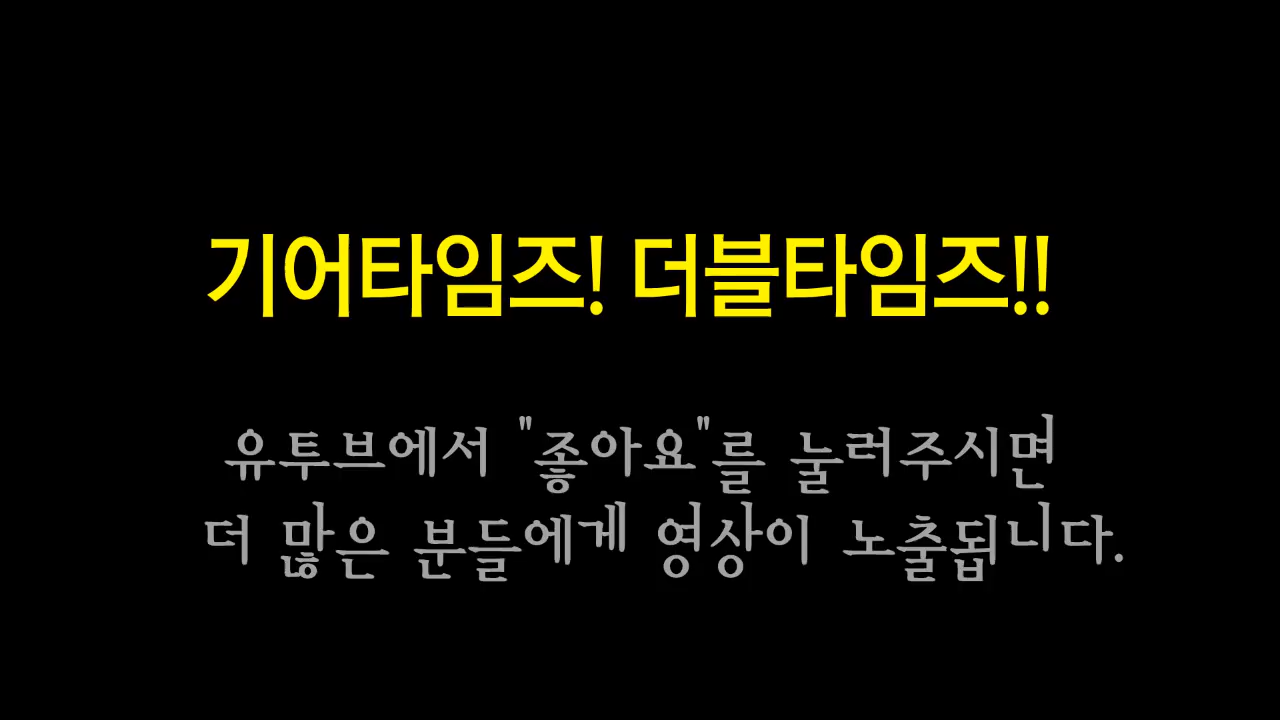 기어타임즈! 더블타임즈!!
유투브에서 "좋아요"를 눌러주시면
더 많은 분들에게 영상이 노출됩니다.